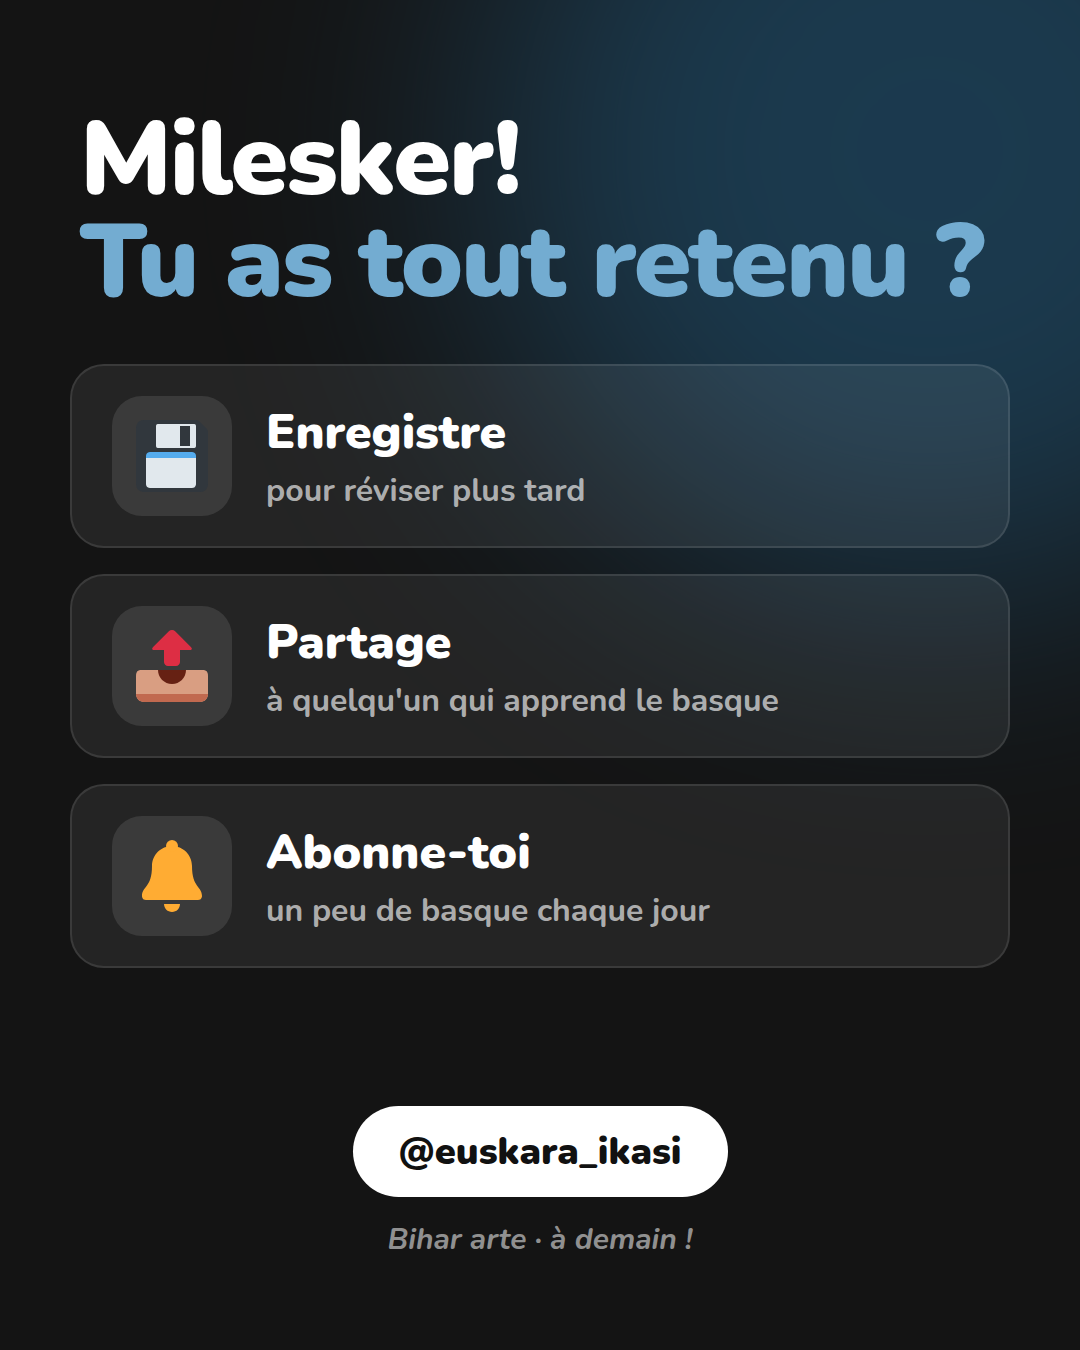 Milesker!
Tu as tout retenu ?
Enregistre
pour réviser plus tard
Partage
à quelqu'un qui apprend le basque
Abonne-toi
un peu de basque chaque jour
@euskara_ikasi
Bihar arte · à demain !